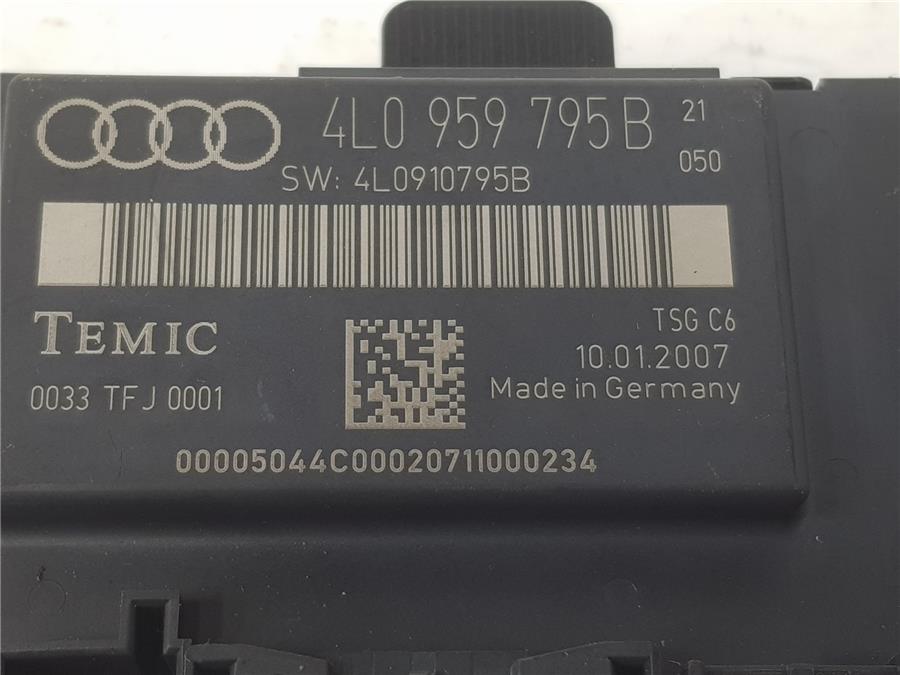 4L0 959 795 B 21
050
SW: 4L0910795B
TEMIC
TSG C6
10.01.2007
0033 TFJ 0001
Made in Germany
00005044C00020711000234